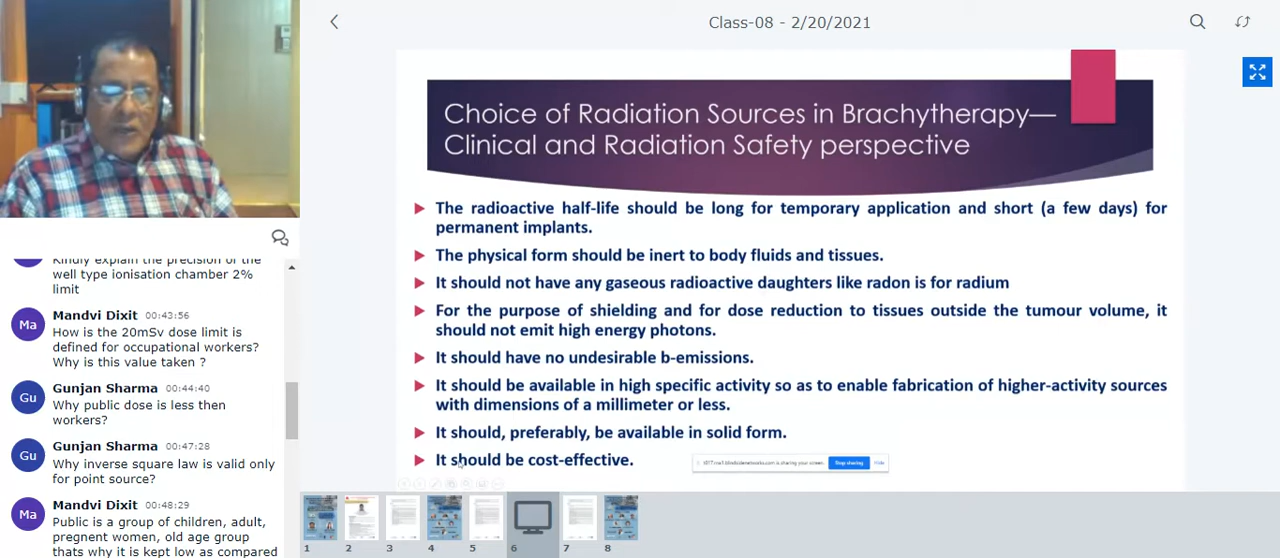 Class-08 - 2/20/2021
Choice of Radiation Sources in Brachytherapy—
Clinical and Radiation Safety perspective
The radioactive half-life should be long for temporary application and short (a few days) for
permanent implants.
The physical form should be inert to body fluids and tissues.
It should not have any gaseous radioactive daughters like radon is for radium
For the purpose of shielding and for dose reduction to tissues outside the tumour volume, it
should not emit high energy photons.
It should have no undesirable b-emissions.
It should be available in high specific activity so as to enable fabrication of higher-activity sources
with dimensions of a millimeter or less.
It should, preferably, be available in solid form.
It should be cost-effective.
is sharing your screen.
Stop sharing
Hide
Kindly explain the precision of the
well type ionisation chamber 2%
limit
Ma
Mandvi Dixit 00:43:56
How is the 20mSv dose limit is
defined for occupational workers?
Why is this value taken ?
Gu
Gunjan Sharma 00:44:40
Why public dose is less then
workers?
Gu
Gunjan Sharma 00:47:28
Why inverse square law is valid only
for point source?
Ma
Mandvi Dixit 00:48:29
Public is a group of children, adult,
pregnent women, old age group
thats why it is kept low as compared
1
2
3
4
5
6
7
8